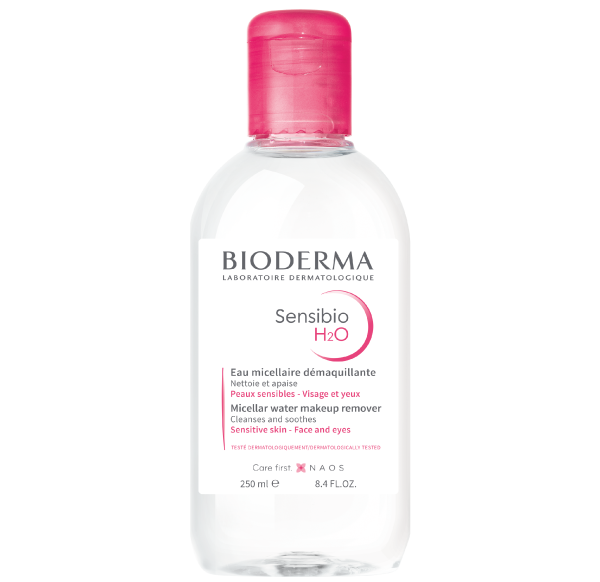 BIODERMA
LABORATOIRE DERMATOLOGIQUE
Sensibio
H₂O
Eau micellaire démaquillante
Nettoie et apaise
Peaux sensibles - Visage et yeux
Micellar water makeup remover
Cleanses and soothes
Sensitive skin - Face and eyes
TESTÉ DERMATOLOGIQUEMENT/DERMATOLOGICALLY TESTED
Care first. NAOS
250 ml ℮ 8.4 FL.OZ.